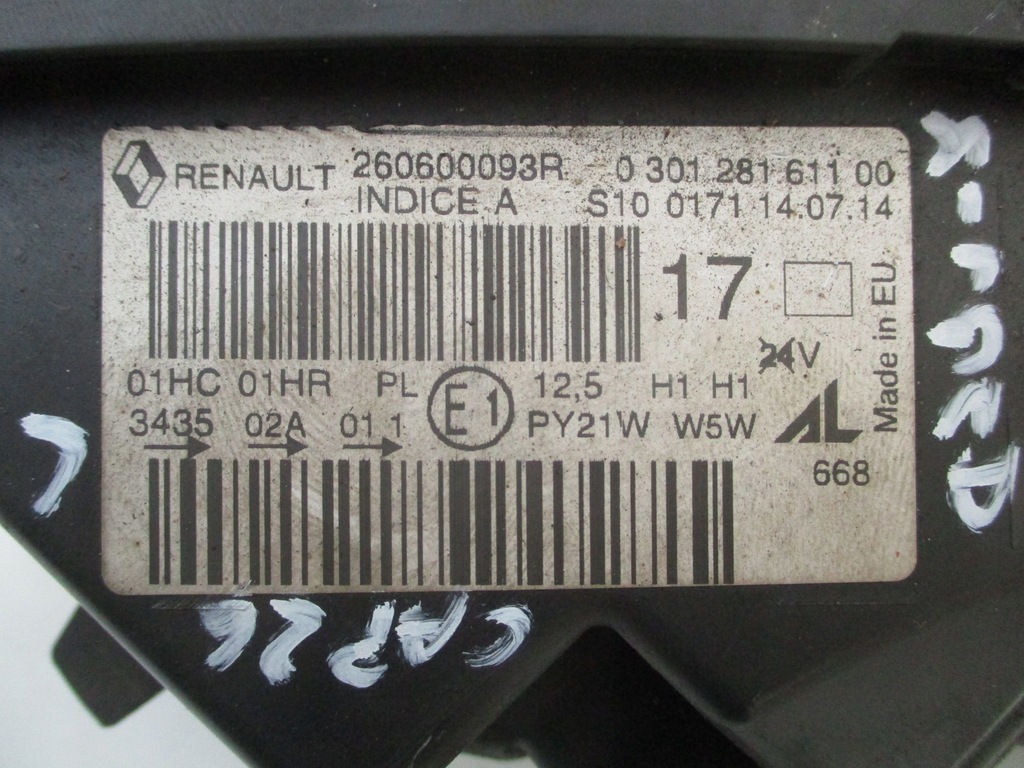 RENAULT 260600093R 0 301 281 611 00
INDICE A S10 0171 14.07.14
17
24V
01HC 01HR PL E1 12,5 H1 H1
3435 02A 01 1 PY21W W5W
AL
668
Made in EU